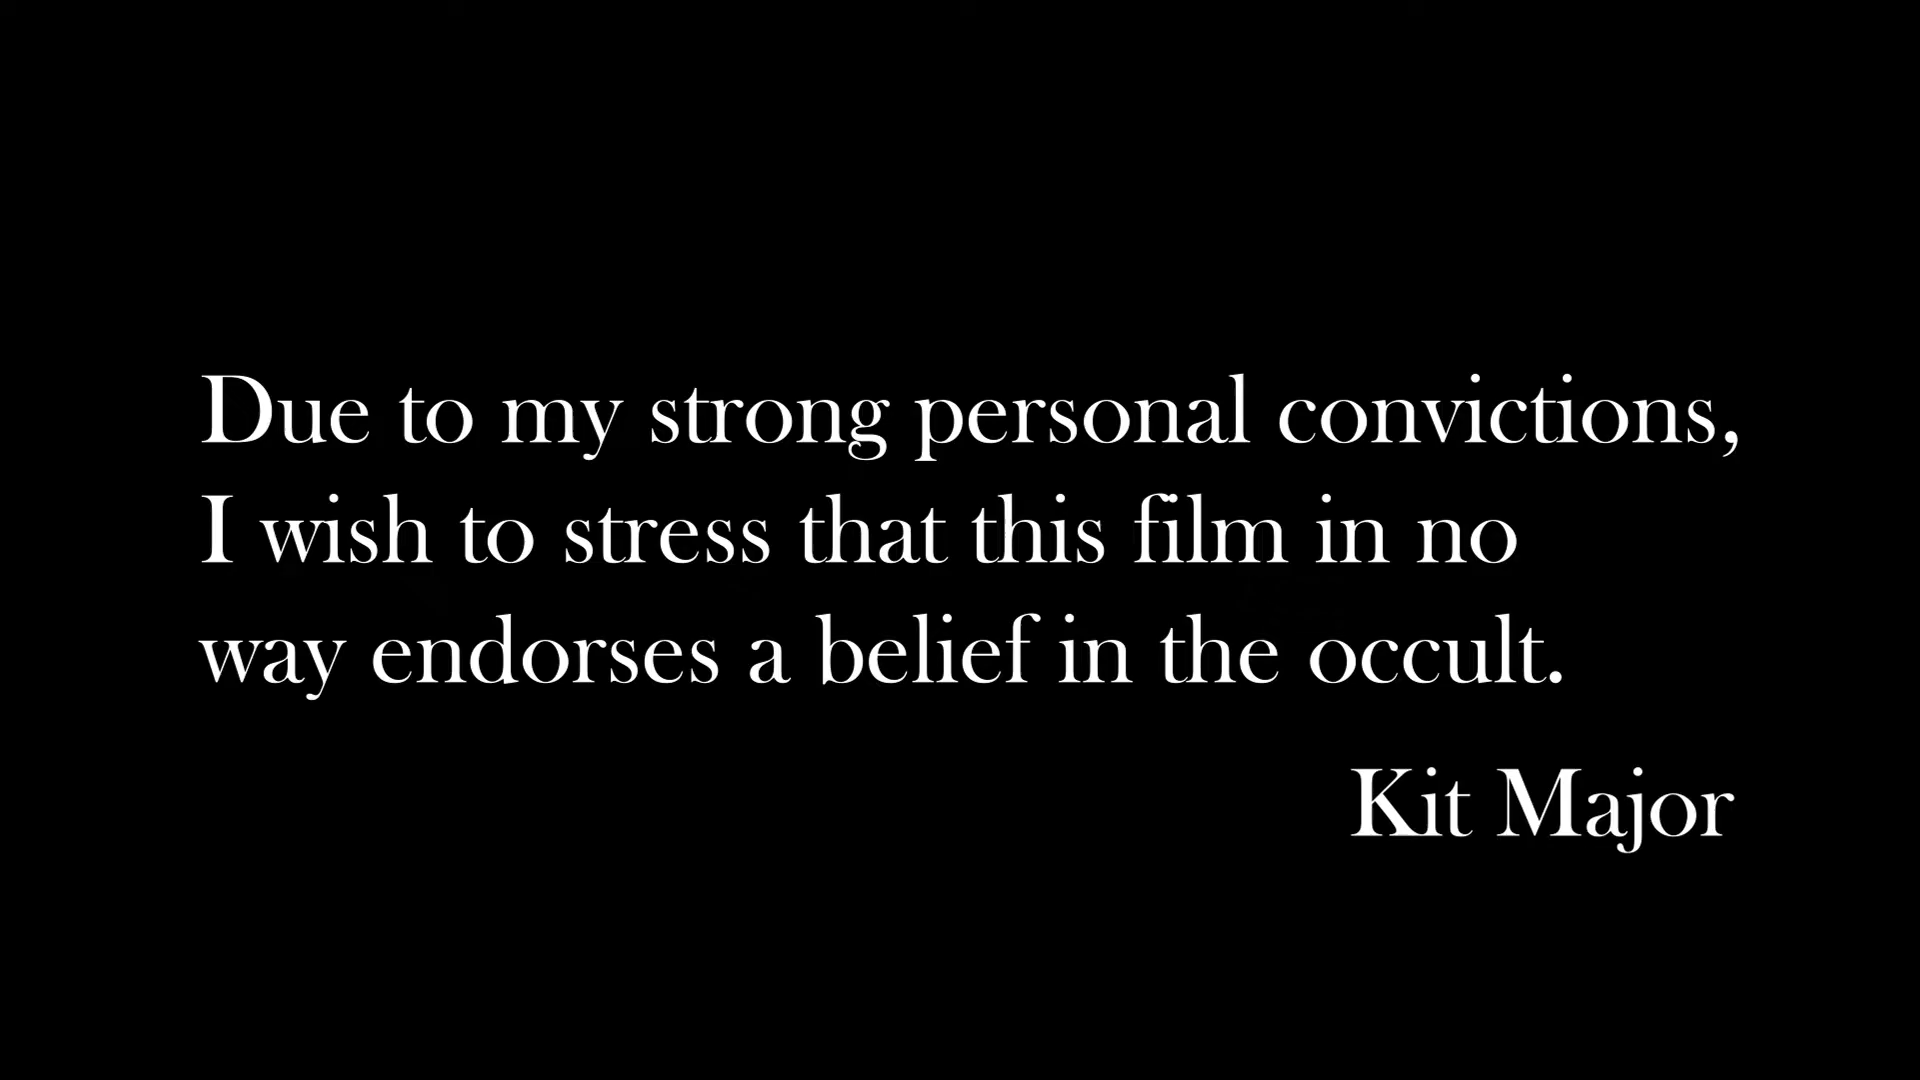 Due to my strong personal convictions,
I wish to stress that this film in no
way endorses a belief in the occult.
Kit Major